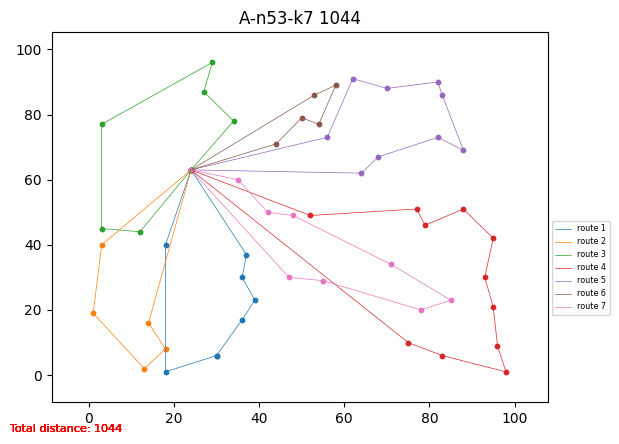 A-n53-k7 1044
100
80
60
40
20
0
0 20 40 60 80 100
route 1
route 2
route 3
route 4
route 5
route 6
route 7
Total distance: 1044